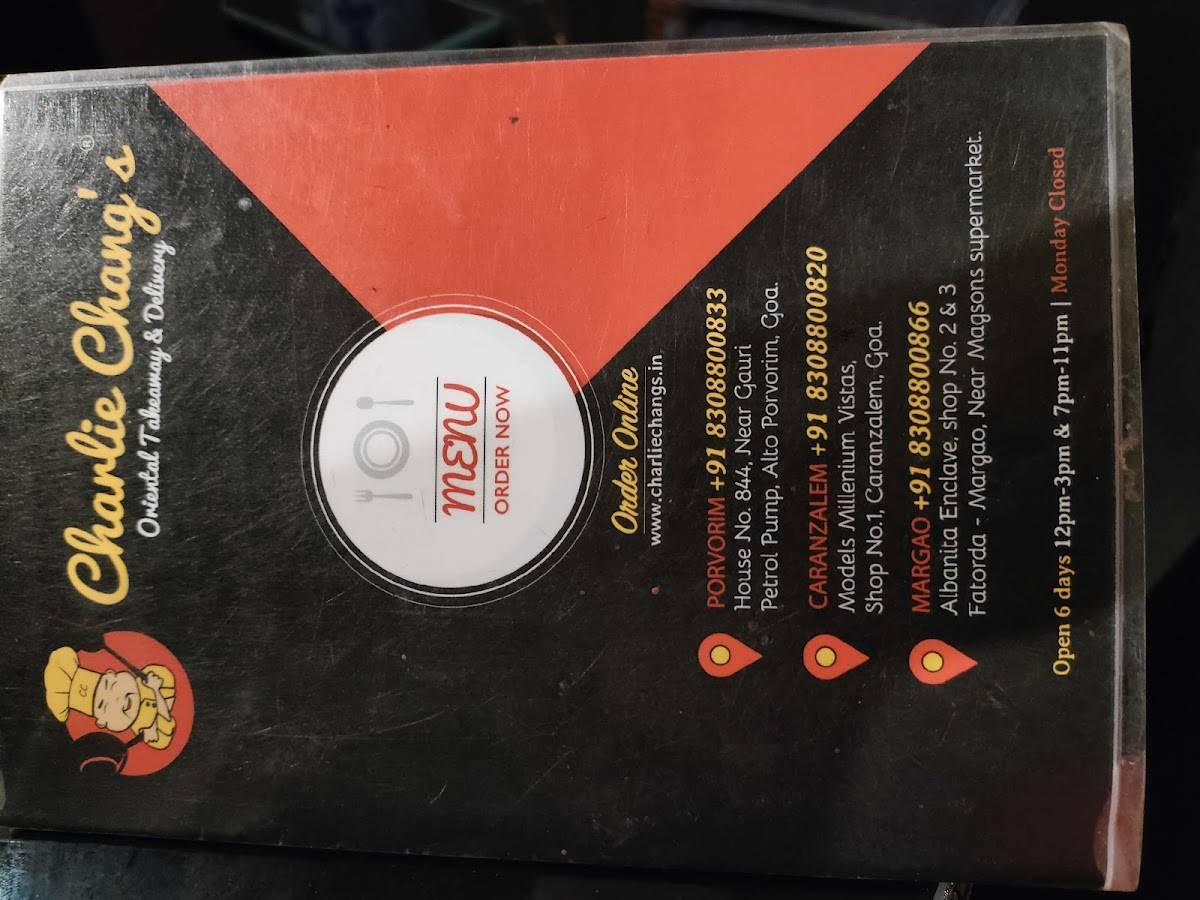 Charlie Chang's®
Oriental Takeaway & Delivery
CC
MENU
ORDER NOW
Order Online
www.charliechangs.in
PORVORIM +91 8308800833
House No. 844, Near Gauri
Petrol Pump, Alto Porvorim, Goa.
CARANZALEM +91 8308800820
Models Millenium Vistas,
Shop No.1, Caranzalem, Goa.
MARGAO +91 8308800866
Albanita Enclave, shop No. 2 & 3
Fatorda - Margao, Near Magsons supermarket.
Open 6 days 12pm-3pm & 7pm-11pm | Monday Closed